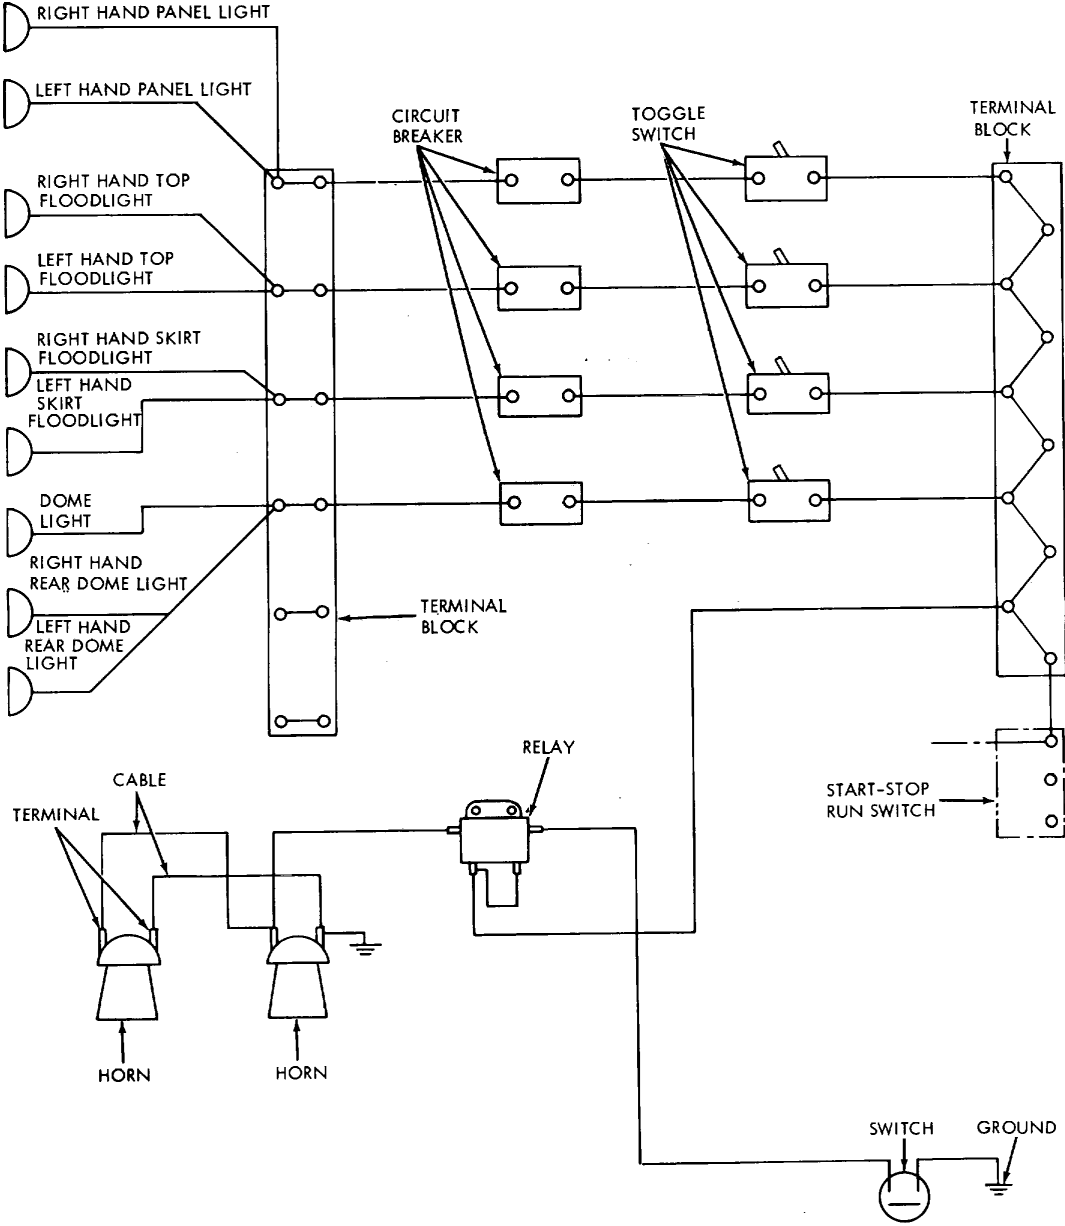 RIGHT HAND PANEL LIGHT
LEFT HAND PANEL LIGHT
CIRCUIT
BREAKER
TOGGLE
SWITCH
TERMINAL
BLOCK
RIGHT HAND TOP
FLOODLIGHT
LEFT HAND TOP
FLOODLIGHT
RIGHT HAND SKIRT
FLOODLIGHT
LEFT HAND
SKIRT
FLOODLIGHT
DOME
LIGHT
RIGHT HAND
REAR DOME LIGHT
LEFT HAND
REAR DOME
LIGHT
TERMINAL
BLOCK
RELAY
CABLE
TERMINAL
START-STOP
RUN SWITCH
HORN
HORN
SWITCH
GROUND